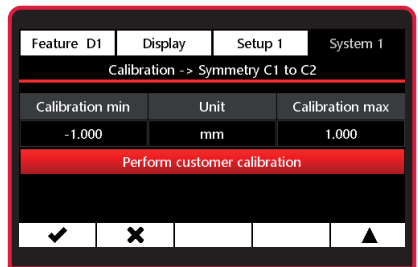 Feature D1 Display Setup 1 System 1
Calibration -> Symmetry C1 to C2
Calibration min Unit Calibration max
-1.000 mm 1.000
Perform customer calibration